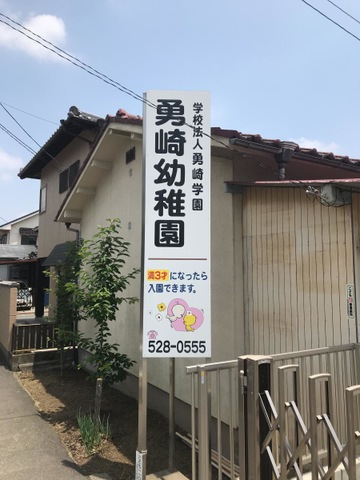 学校法人勇崎学園
勇崎幼稚園
満3才になったら
入園できます。
528-0555